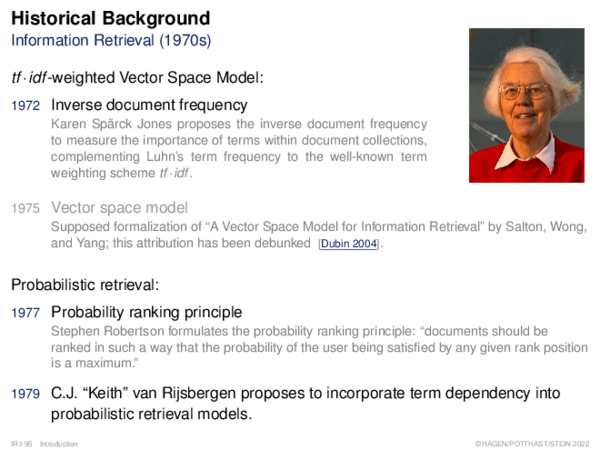 Historical Background
Information Retrieval (1970s)
tf·idf-weighted Vector Space Model:
1972 Inverse document frequency
Karen Spärck Jones proposes the inverse document frequency
to measure the importance of terms within document collections,
complementing Luhn's term frequency to the well-known term
weighting scheme tf·idf.
1975 Vector space model
Supposed formalization of “A Vector Space Model for Information Retrieval” by Salton, Wong,
and Yang; this attribution has been debunked [Dubin 2004].
Probabilistic retrieval:
1977 Probability ranking principle
Stephen Robertson formulates the probability ranking principle: “documents should be
ranked in such a way that the probability of the user being satisfied by any given rank position
is a maximum.”
1979 C.J. “Keith” van Rijsbergen proposes to incorporate term dependency into
probabilistic retrieval models.
IR:I-95 Introduction ©HAGEN/POTTHAST/STEIN 2022